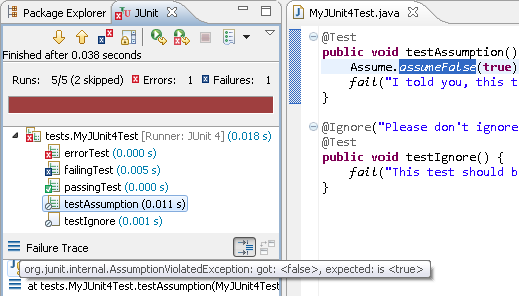 Package Explorer
JUnit
Finished after 0.038 seconds
Runs: 5/5 (2 skipped) Errors: 1 Failures: 1
tests.MyJUnit4Test [Runner: JUnit 4] (0.018 s)
errorTest (0.000 s)
failingTest (0.005 s)
passingTest (0.000 s)
testAssumption (0.011 s)
testIgnore (0.001 s)
Failure Trace
org.junit.internal.AssumptionViolatedException: got: <false>, expected: is <true>
at tests.MyJUnit4Test.testAssumption(MyJUnit4Test
MyJUnit4Test.java
@Test
public void testAssumption()
Assume.assumeFalse(true)
fail("I told you, this t
}
@Ignore("Please don't ignore
@Test
public void testIgnore() {
fail("This test should b
}